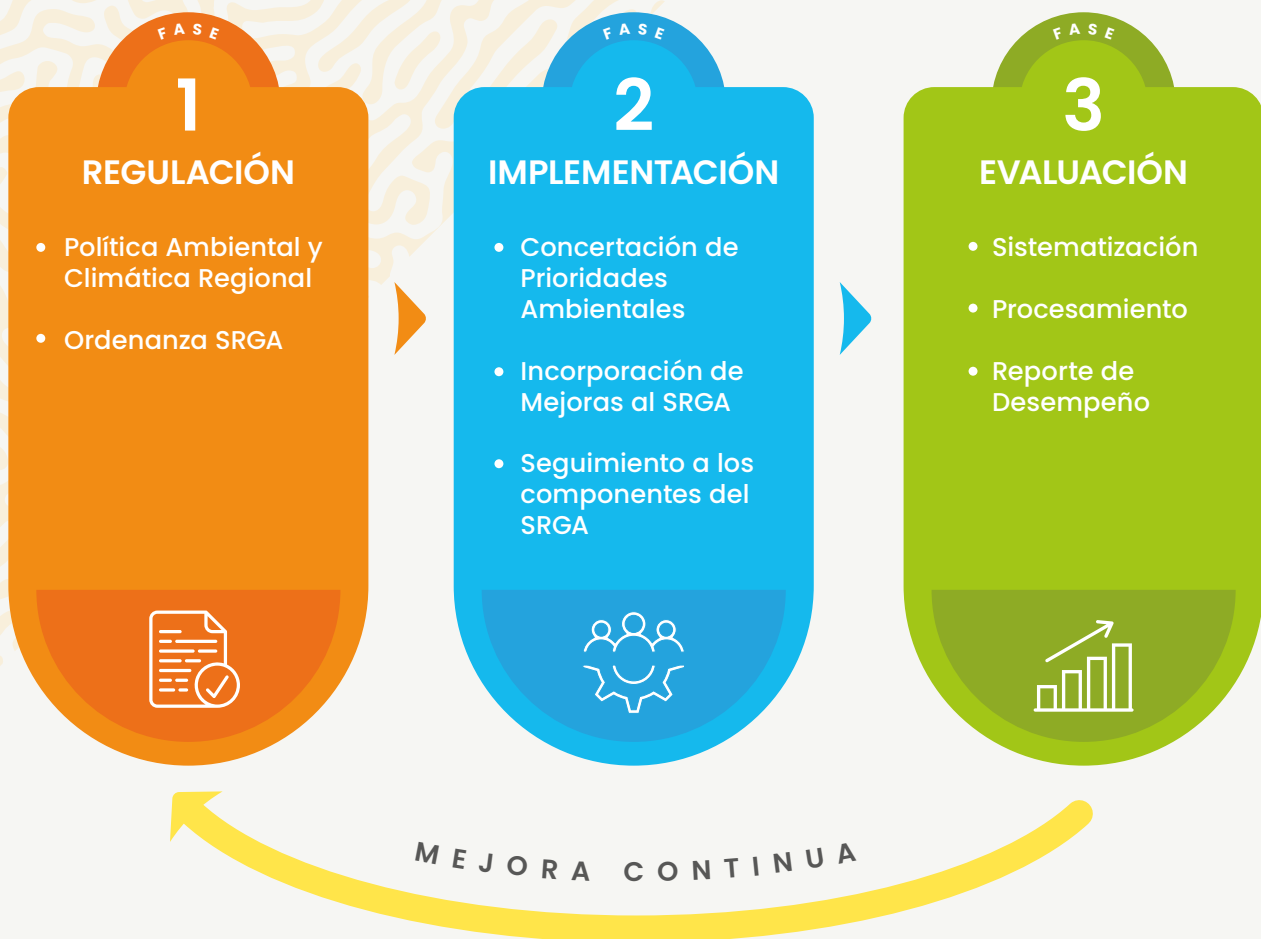 FASE
1
REGULACIÓN
• Política Ambiental y
Climática Regional
• Ordenanza SRGA
FASE
2
IMPLEMENTACIÓN
• Concertación de
Prioridades
Ambientales
• Incorporación de
Mejoras al SRGA
• Seguimiento a los
componentes del
SRGA
FASE
3
EVALUACIÓN
• Sistematización
• Procesamiento
• Reporte de
Desempeño
MEJORA CONTINUA